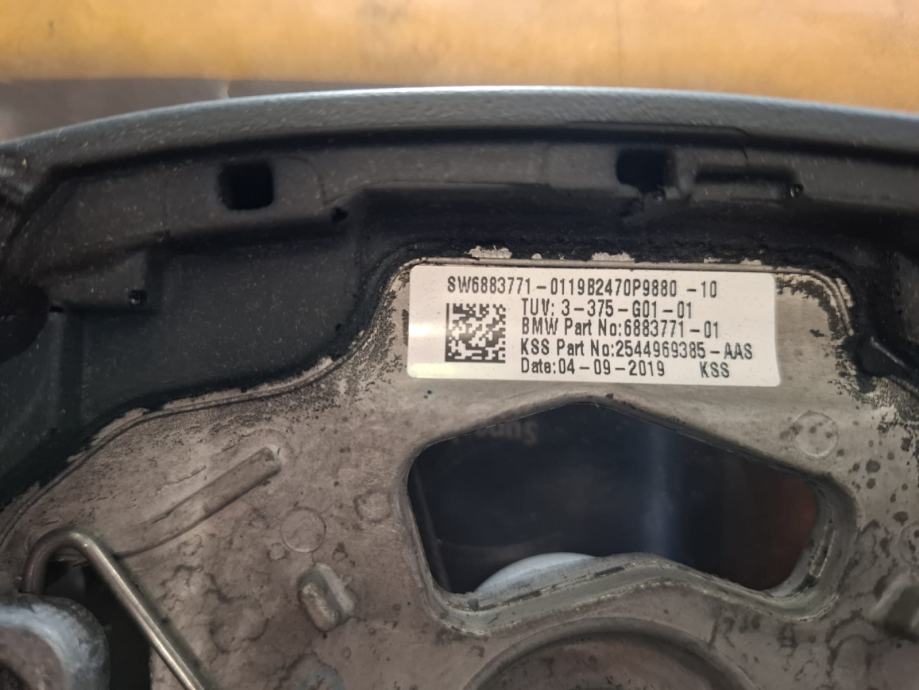 SW6883771-0119B2470P9880 -10
TUV: 3-375-G01-01
BMW Part No:6883771-01
KSS Part No:2544969385-AAS
Date:04-09-2019 KSS